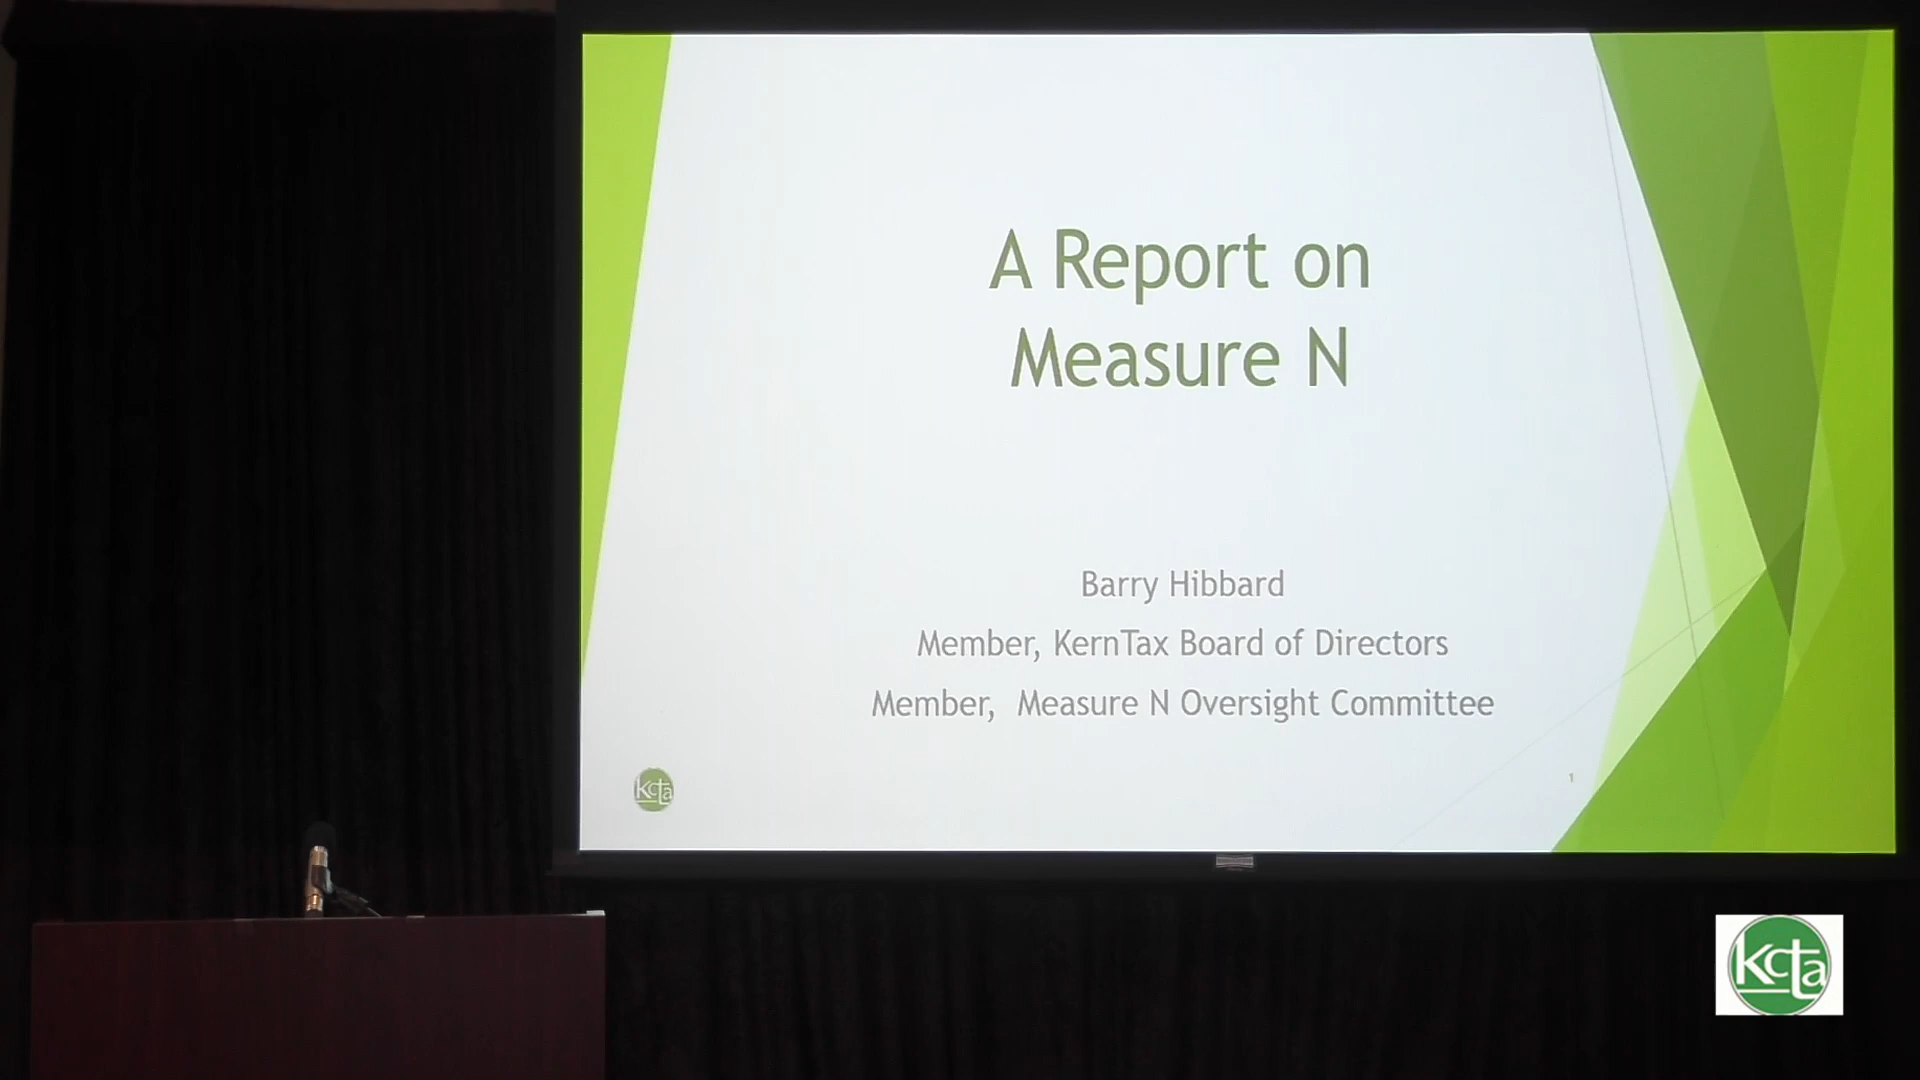 A Report on
Measure N
Barry Hibbard
Member, KernTax Board of Directors
Member, Measure N Oversight Committee
kcta
1
kcta